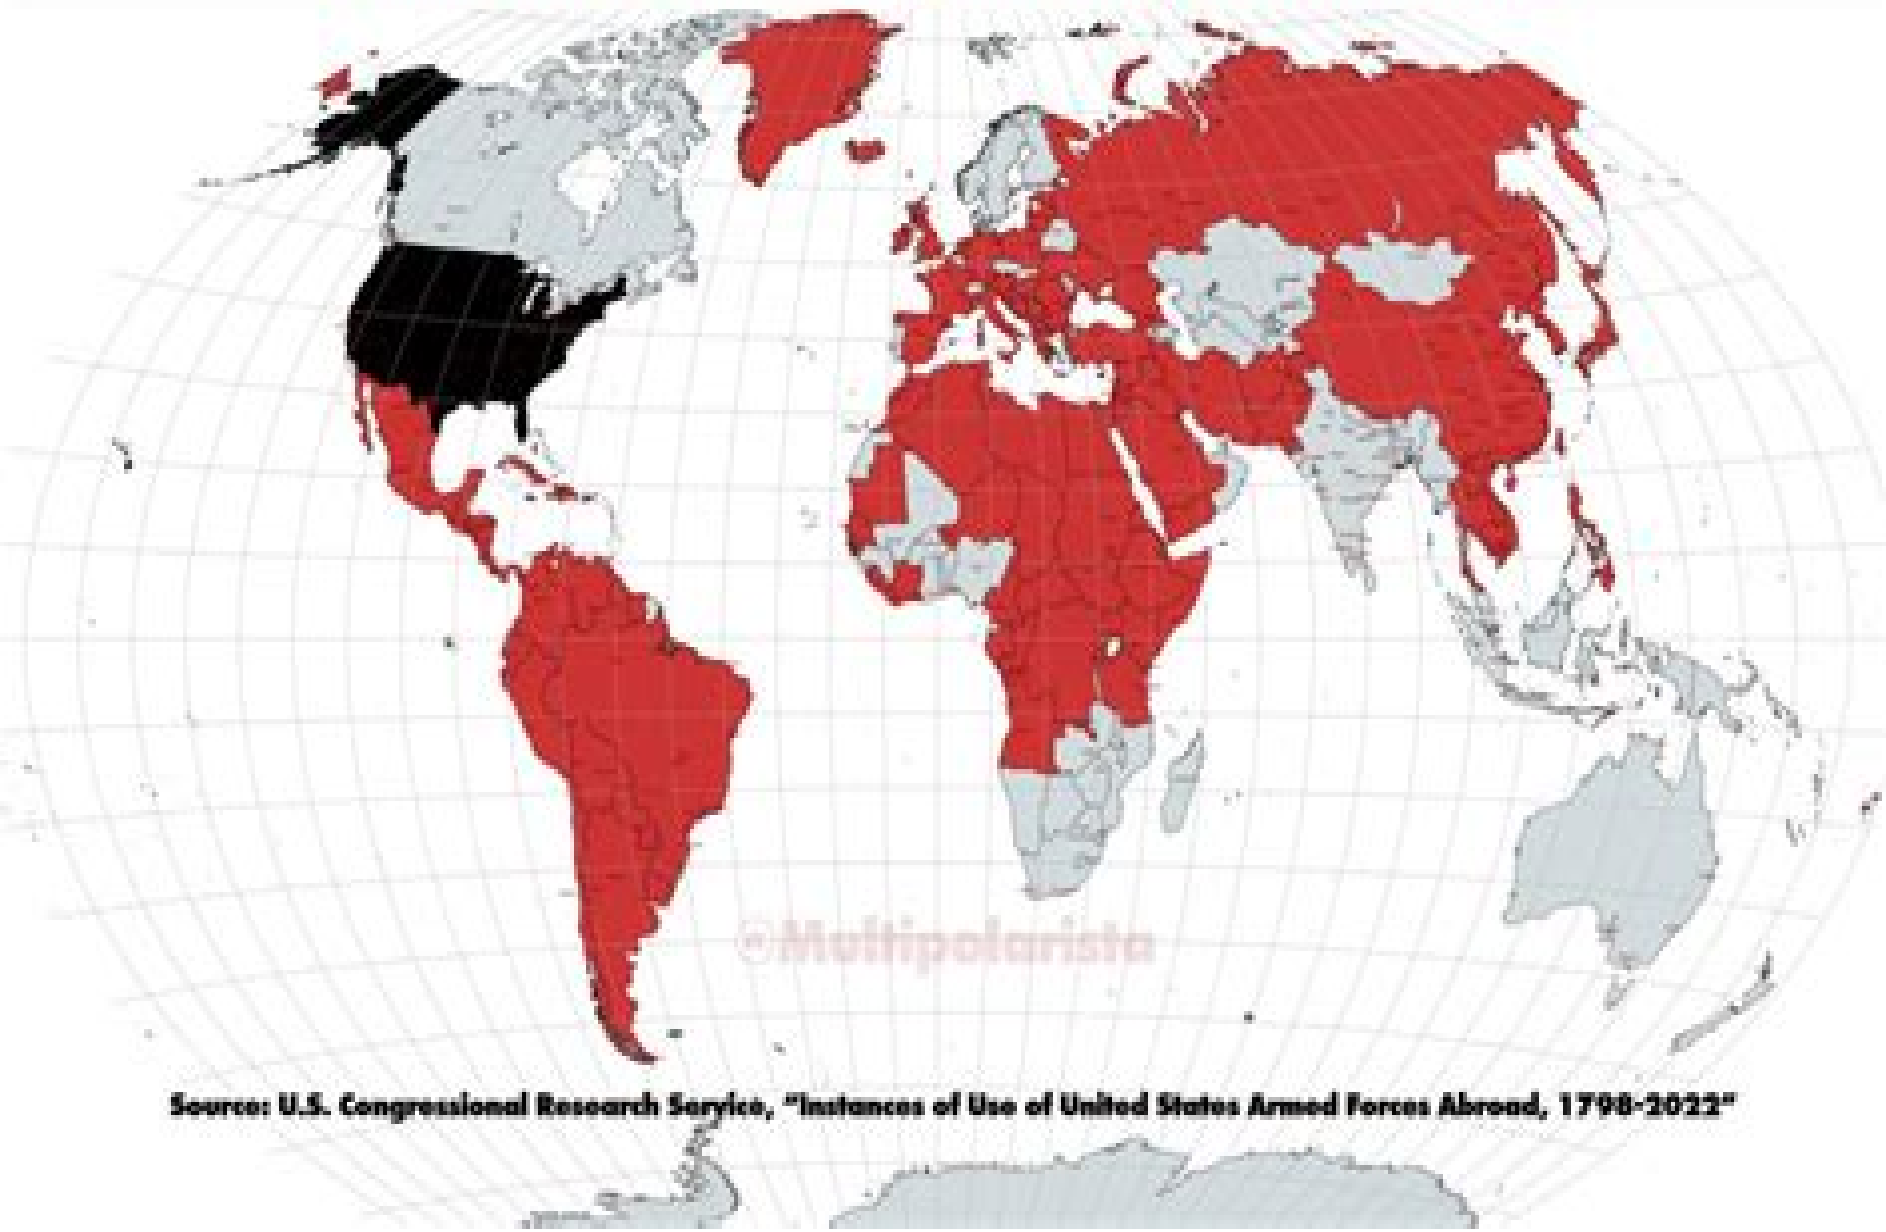 @Multipolarista
Source: U.S. Congressional Research Service, "Instances of Use of United States Armed Forces Abroad, 1798-2022"